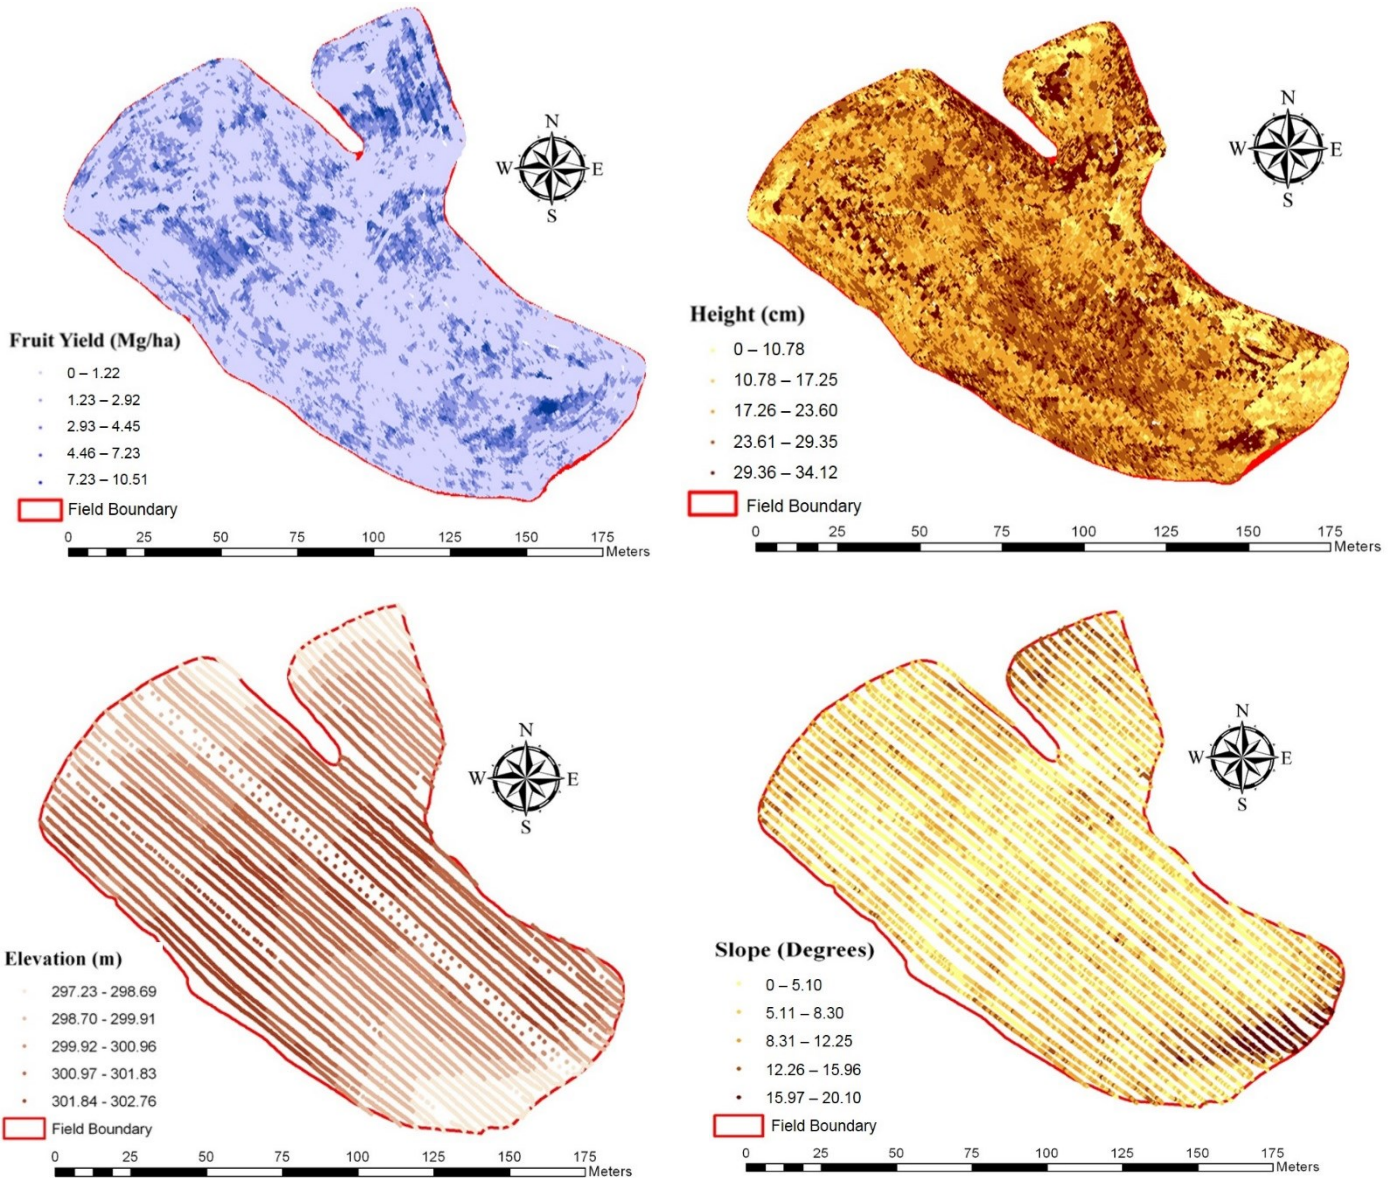 N
W E
S
Fruit Yield (Mg/ha)
0 – 1.22
1.23 – 2.92
2.93 – 4.45
4.46 – 7.23
7.23 – 10.51
Field Boundary
0 25 50 75 100 125 150 175
Meters
N
W E
S
Height (cm)
0 – 10.78
10.78 – 17.25
17.26 – 23.60
23.61 – 29.35
29.36 – 34.12
Field Boundary
0 25 50 75 100 125 150 175
Meters
N
W E
S
Elevation (m)
297.23 - 298.69
298.70 - 299.91
299.92 - 300.96
300.97 - 301.83
301.84 - 302.76
Field Boundary
0 25 50 75 100 125 150 175
Meters
N
W E
S
Slope (Degrees)
0 – 5.10
5.11 – 8.30
8.31 – 12.25
12.26 – 15.96
15.97 – 20.10
Field Boundary
0 25 50 75 100 125 150 175
Meters